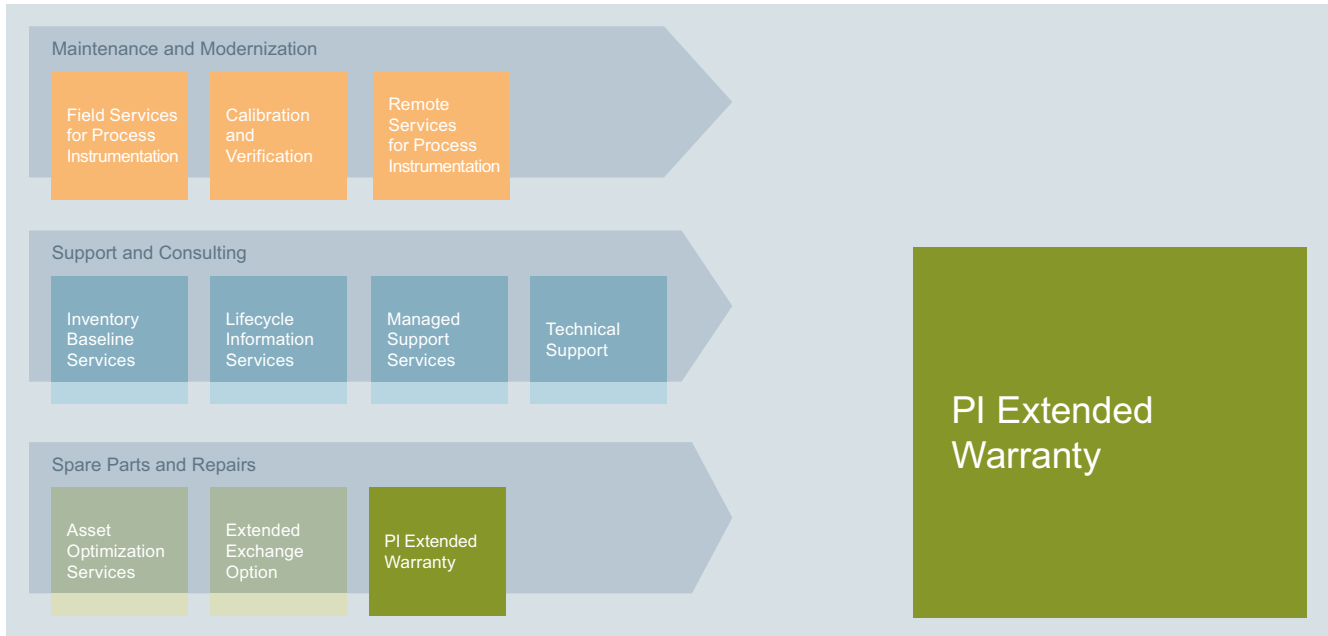 Maintenance and Modernization
Field Services
for Process
Instrumentation
Calibration
and
Verification
Remote
Services
for Process
Instrumentation
Support and Consulting
Inventory
Baseline
Services
Lifecycle
Information
Services
Managed
Support
Services
Technical
Support
Spare Parts and Repairs
Asset
Optimization
Services
Extended
Exchange
Option
PI Extended
Warranty
PI Extended
Warranty